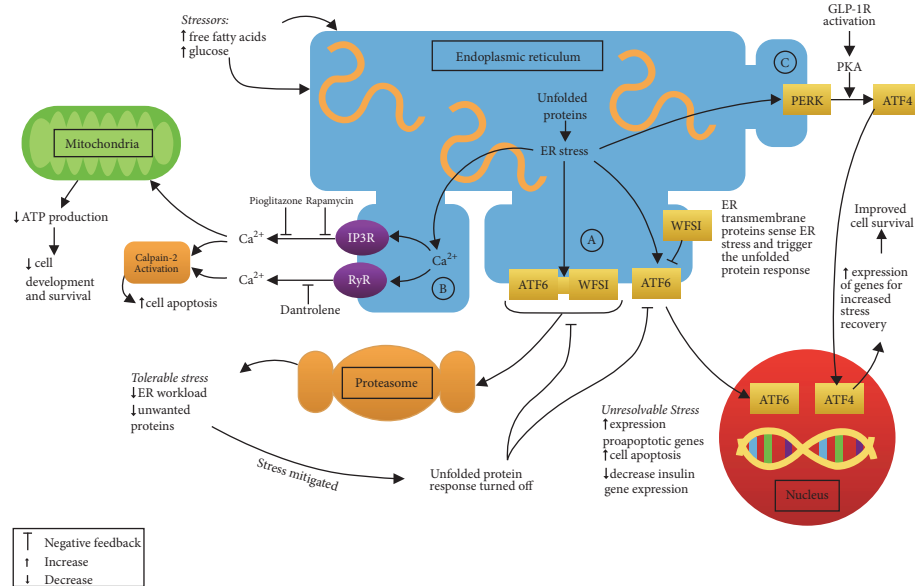 Stressors:
↑ free fatty acids
↑ glucose
Endoplasmic reticulum
Unfolded
proteins
ER stress
C
GLP-1R
activation
PKA
PERK
ATF4
Mitochondria
↓ ATP production
↓ cell
development
and survival
Pioglitazone
Rapamycin
Ca2+
IP3R
Ca2+
RyR
Ca2+
B
Dantrolene
Calpain-2
Activation
↑ cell apoptosis
A
WFSI
ATF6
WFSI
ATF6
ER
transmembrane
proteins sense ER
stress and trigger
the unfolded
protein response
Improved
cell survival
↑ expression
of genes for
increased
stress
recovery
Proteasome
Tolerable stress
↓ ER workload
↓ unwanted
proteins
Stress mitigated
Unfolded protein
response turned off
Unresolvable Stress
↑ expression
proapoptotic genes
↑ cell apoptosis
↓ decrease insulin
gene expression
ATF6
ATF4
Nucleus
Negative feedback
↑ Increase
↓ Decrease